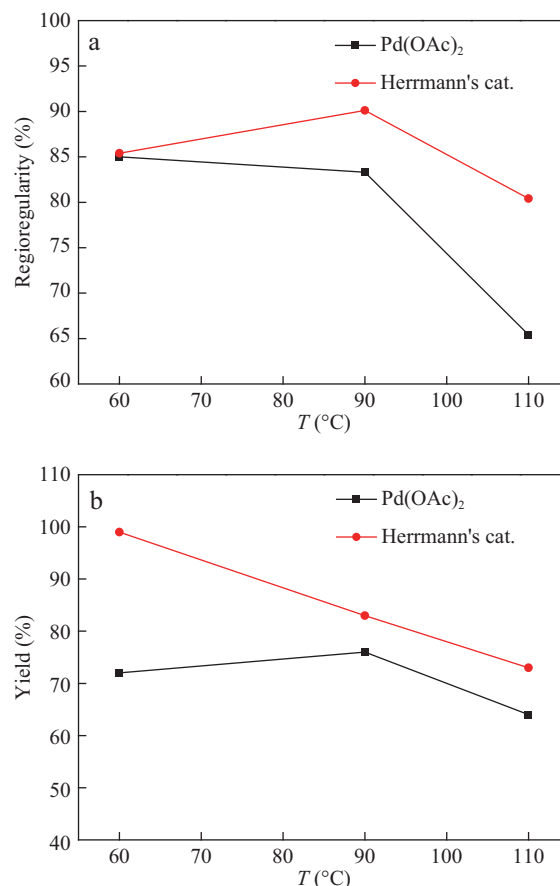 a
Pd(OAc)₂
Herrmann's cat.
Regioregularity (%)
100
95
90
85
80
75
70
65
60
60 70 80 90 100 110
T (°C)
b
Pd(OAc)₂
Herrmann's cat.
Yield (%)
110
100
90
80
70
60
50
40
60 70 80 90 100 110
T (°C)